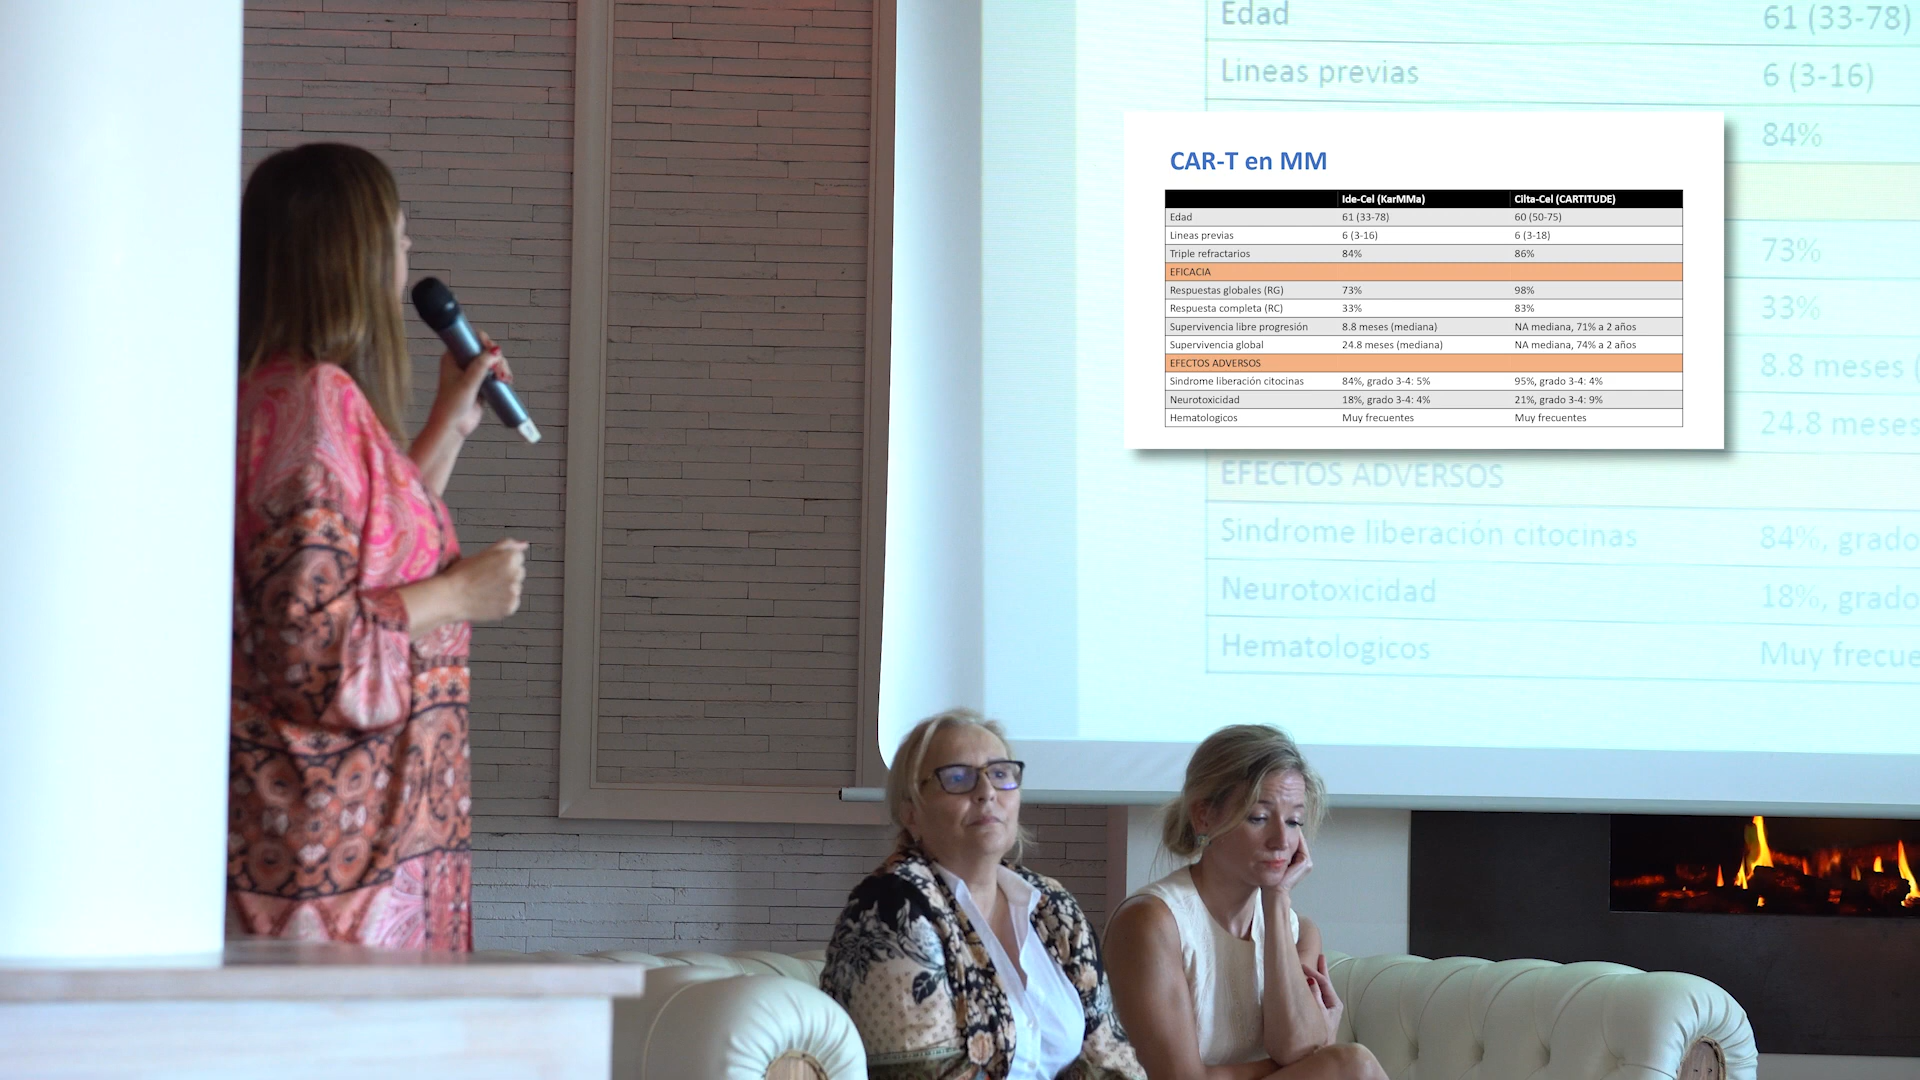 Edad 61 (33-78)
Lineas previas 6 (3-16)
84%
73%
33%
8.8 meses (
24.8 meses
EFECTOS ADVERSOS
Sindrome liberación citocinas 84%, grado
Neurotoxicidad 18%, grado
Hematologicos Muy frecue
CAR-T en MM
Ide-Cel (KarMMa) Cilta-Cel (CARTITUDE)
Edad 61 (33-78) 60 (50-75)
Lineas previas 6 (3-16) 6 (3-18)
Triple refractarios 84% 86%
EFICACIA
Respuestas globales (RG) 73% 98%
Respuesta completa (RC) 33% 83%
Supervivencia libre progresión 8.8 meses (mediana) NA mediana, 71% a 2 años
Supervivencia global 24.8 meses (mediana) NA mediana, 74% a 2 años
EFECTOS ADVERSOS
Sindrome liberación citocinas 84%, grado 3-4: 5% 95%, grado 3-4: 4%
Neurotoxicidad 18%, grado 3-4: 4% 21%, grado 3-4: 9%
Hematologicos Muy frecuentes Muy frecuentes